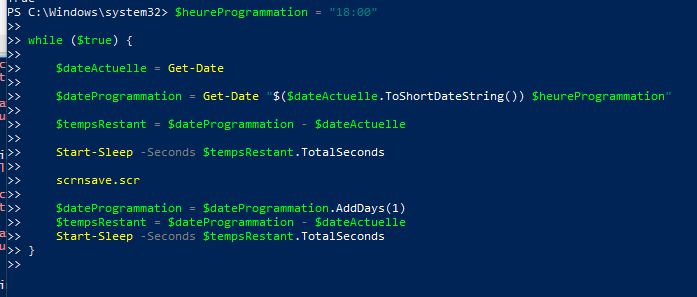 PS C:\Windows\system32> $heureProgrammation = "18:00"
>>
>> while ($true) {
>>
>>     $dateActuelle = Get-Date
>>
>>     $dateProgrammation = Get-Date "$($dateActuelle.ToShortDateString()) $heureProgrammation"
>>
>>     $tempsRestant = $dateProgrammation - $dateActuelle
>>
>>     Start-Sleep -Seconds $tempsRestant.TotalSeconds
>>
>>     scrnsave.scr
>>
>>     $dateProgrammation = $dateProgrammation.AddDays(1)
>>     $tempsRestant = $dateProgrammation - $dateActuelle
>>     Start-Sleep -Seconds $tempsRestant.TotalSeconds
>> }
>>